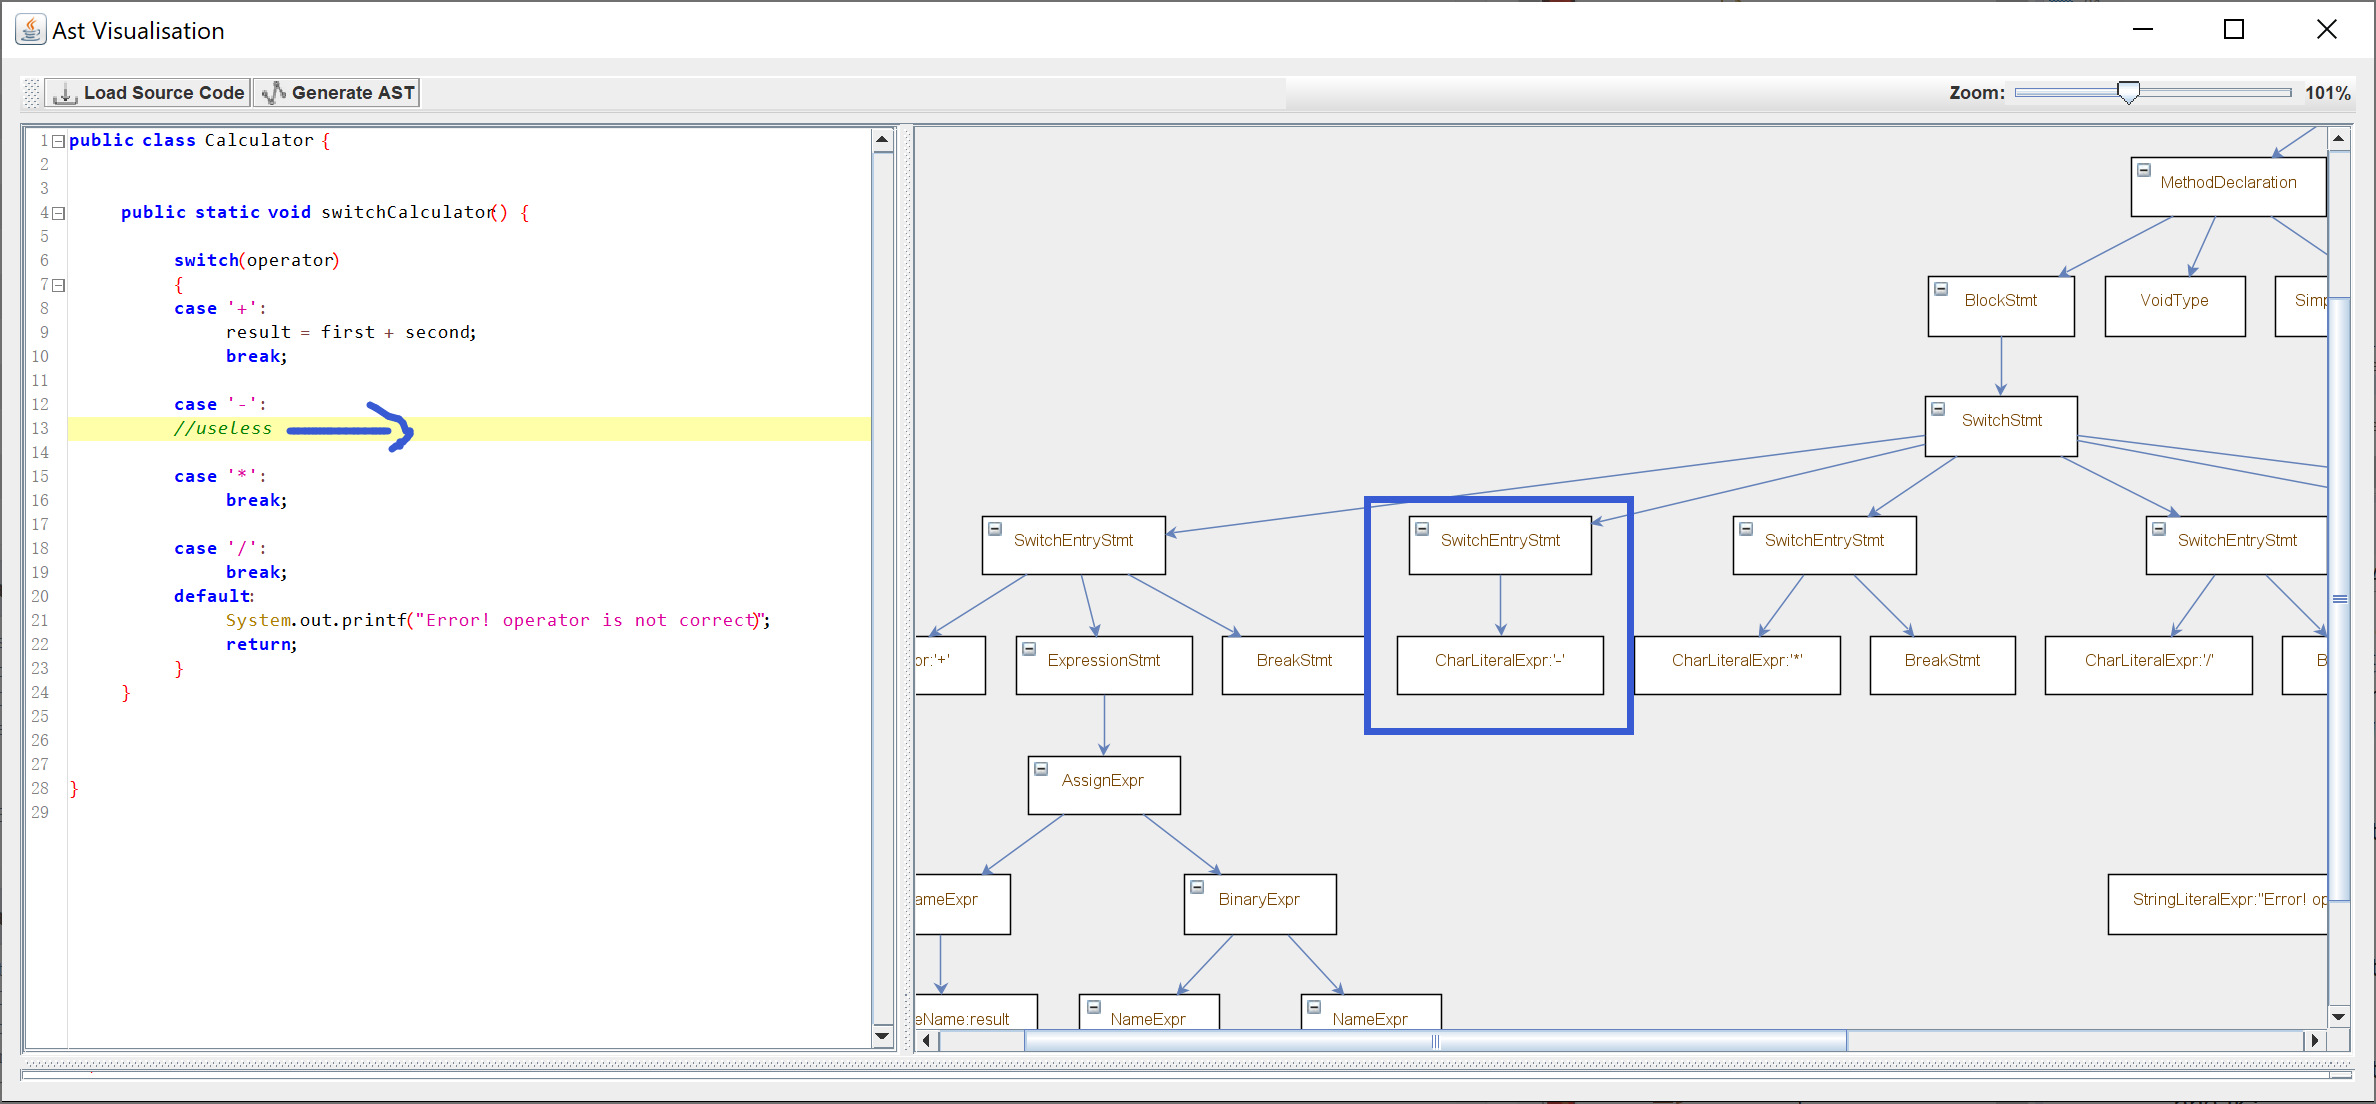 Ast Visualisation
Load Source Code Generate AST Zoom: 101%
1 public class Calculator {
2
3
4 public static void switchCalculator() {
5
6 switch(operator)
7 {
8 case '+':
9 result = first + second;
10 break;
11
12 case '-':
13 //useless
14
15 case '*':
16 break;
17
18 case '/':
19 break;
20 default:
21 System.out.printf("Error! operator is not correct)";
22 return;
23 }
24 }
25
26
27
28 }
29
MethodDeclaration
BlockStmt VoidType Simp
SwitchStmt
SwitchEntryStmt SwitchEntryStmt SwitchEntryStmt SwitchEntryStmt
pr:'+' ExpressionStmt BreakStmt CharLiteralExpr:'-' CharLiteralExpr:'*' BreakStmt CharLiteralExpr:'/' B
AssignExpr
ameExpr BinaryExpr StringLiteralExpr:"Error! op
eName:result NameExpr NameExpr